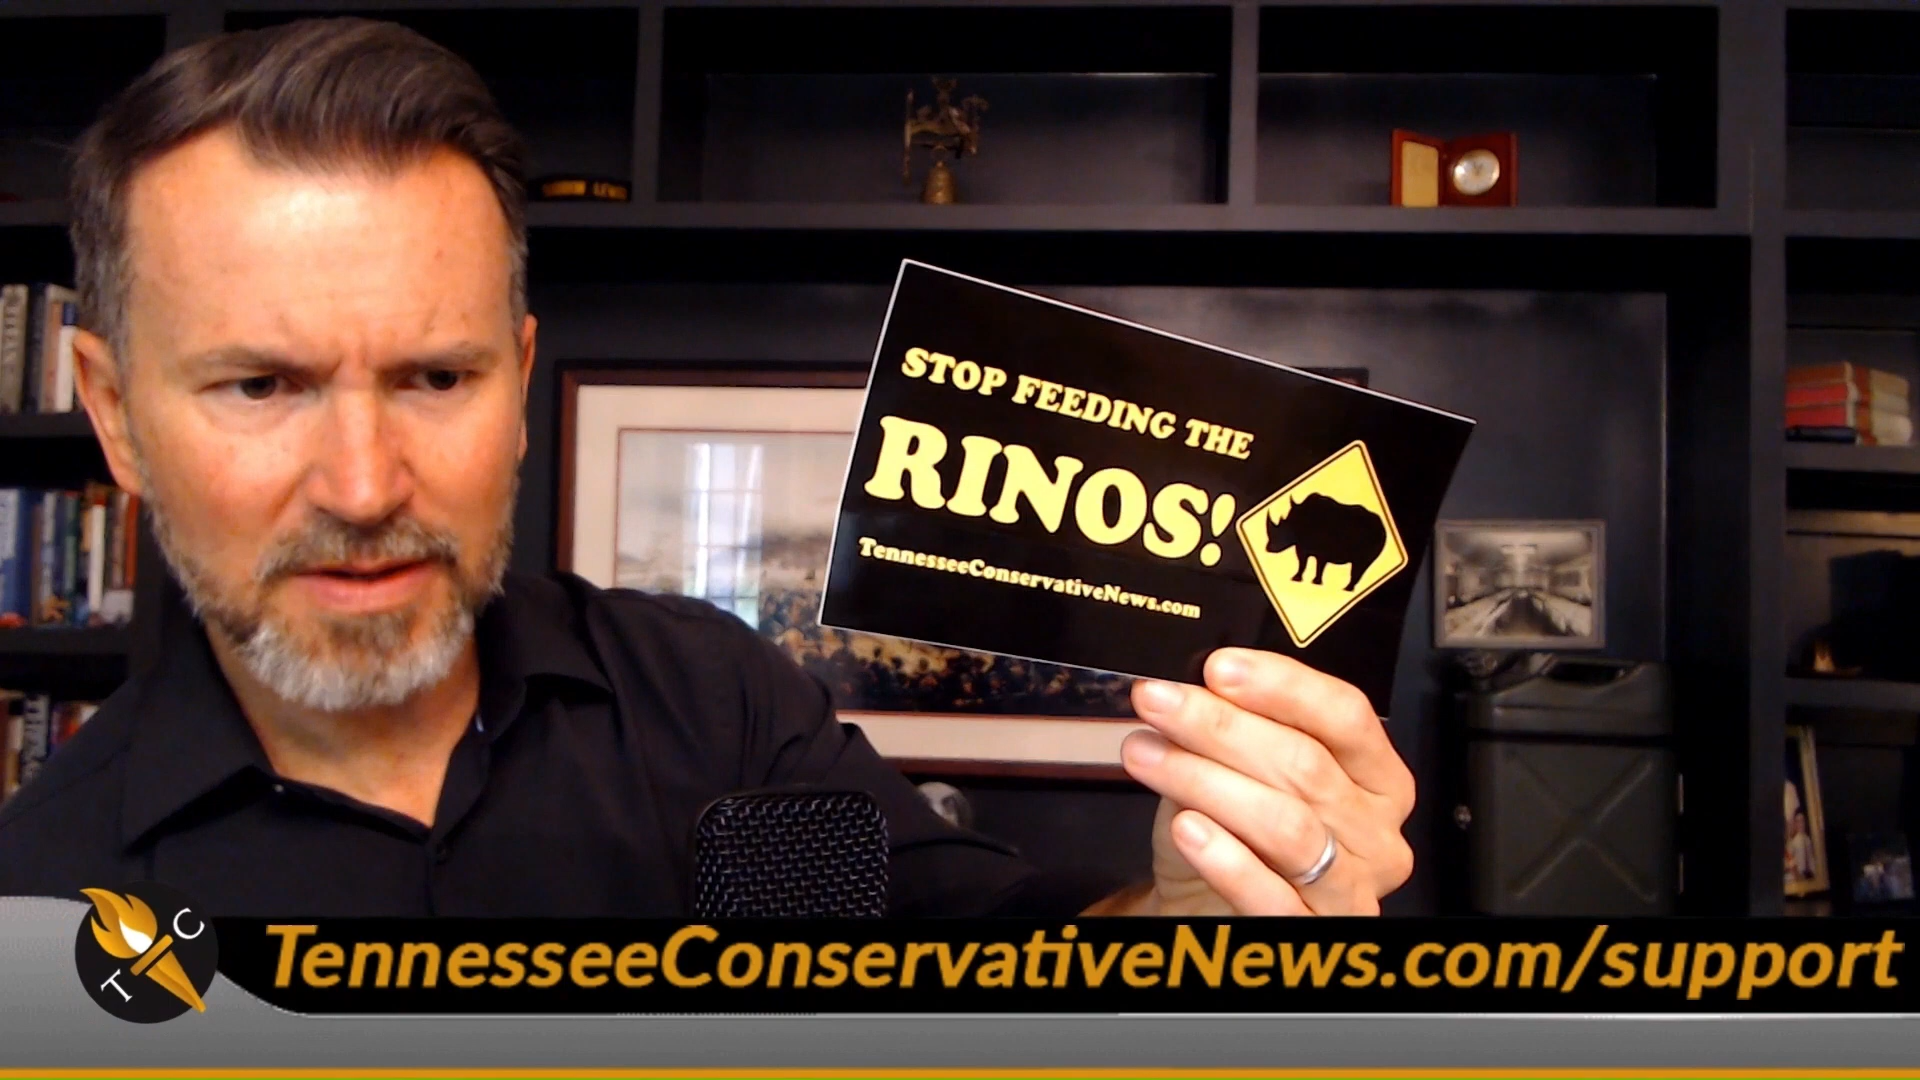 STOP FEEDING THE
RINOS!
TennesseeConservativeNews.com
T C
TennesseeConservativeNews.com/support